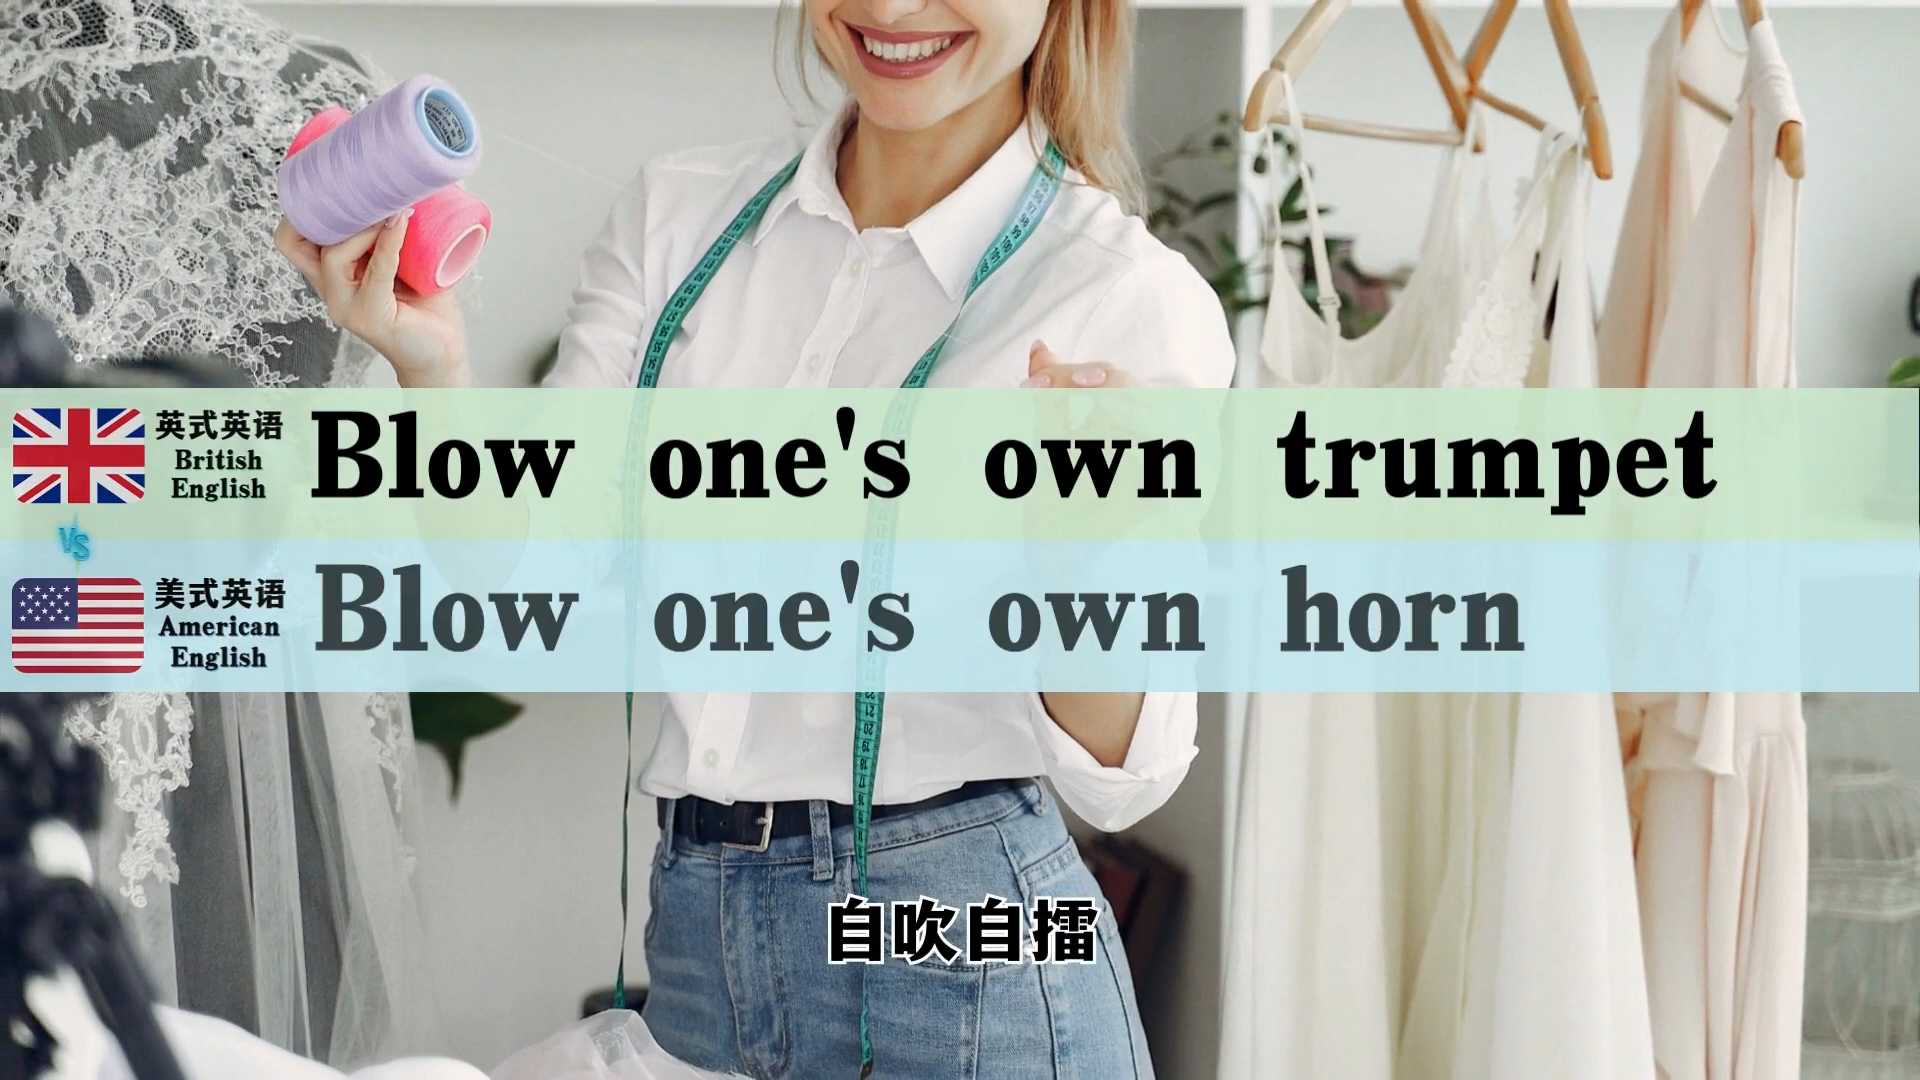 英式英语
British
English
Blow one's own trumpet
VS
美式英语
American
English
Blow one's own horn
自吹自擂